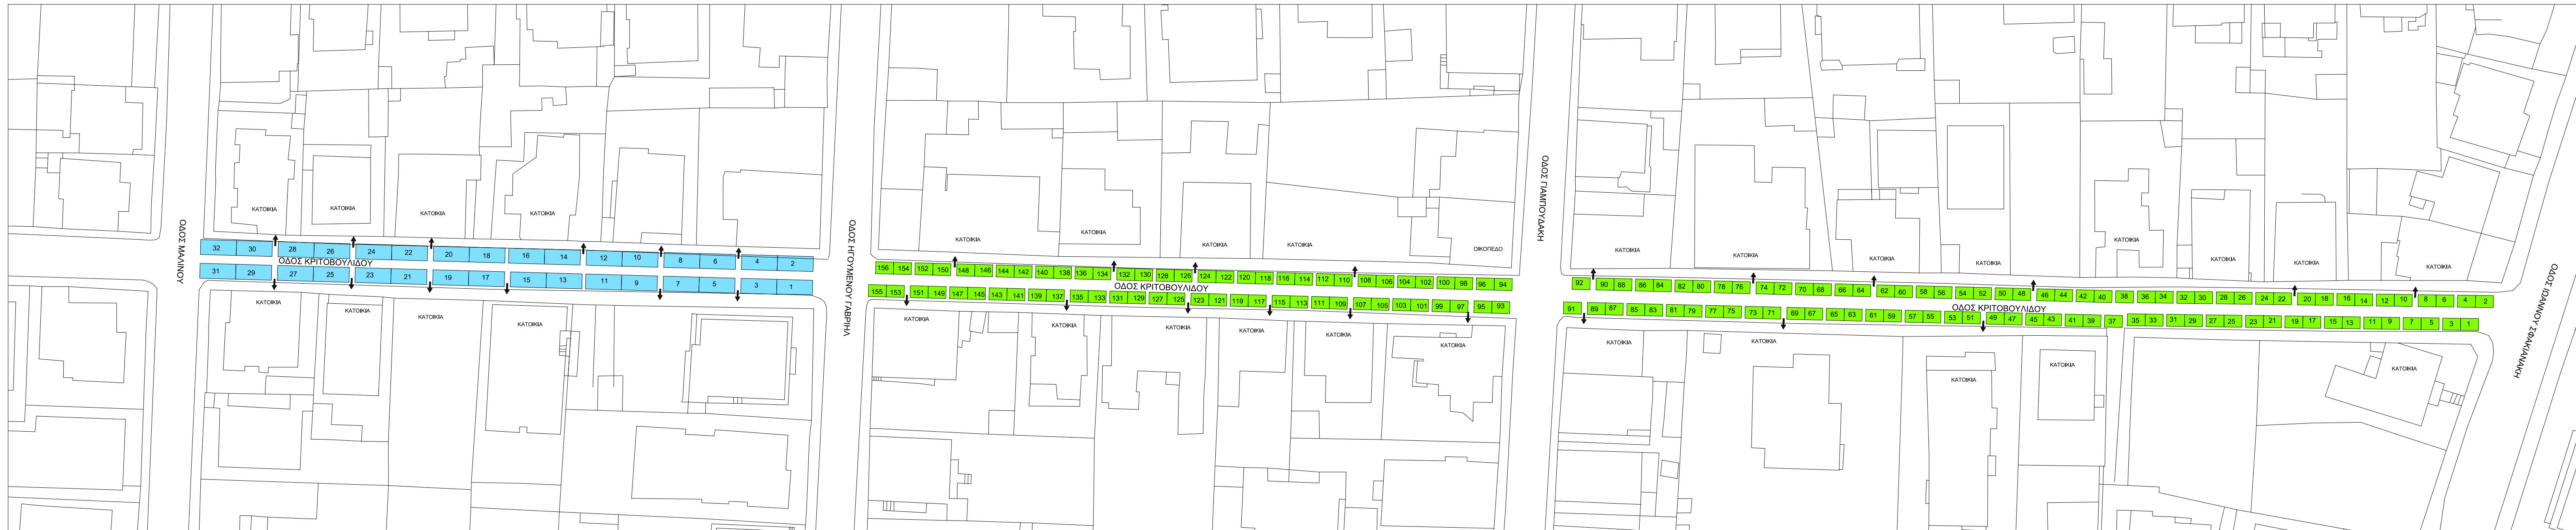 ΚΑΤΟΙΚΙΑ ΚΑΤΟΙΚΙΑ ΚΑΤΟΙΚΙΑ ΚΑΤΟΙΚΙΑ ΚΑΤΟΙΚΙΑ ΚΑΤΟΙΚΙΑ ΚΑΤΟΙΚΙΑ ΚΑΤΟΙΚΙΑ ΟΙΚΟΠΕΔΟ ΚΑΤΟΙΚΙΑ ΚΑΤΟΙΚΙΑ ΚΑΤΟΙΚΙΑ ΚΑΤΟΙΚΙΑ ΚΑΤΟΙΚΙΑ ΚΑΤΟΙΚΙΑ ΚΑΤΟΙΚΙΑ
ΟΔΟΣ ΜΑΛΙΝΟΥ
ΟΔΟΣ ΗΓΟΥΜΕΝΟΥ ΓΑΒΡΙΗΛ
ΟΔΟΣ ΓΙΑΜΠΟΥΔΑΚΗ
ΟΔΟΣ ΙΩΑΝΝΟΥ ΣΦΑΚΙΑΝΑΚΗ
32 30 28 26 24 22 20 18 16 14 12 10 8 6 4 2
ΟΔΟΣ ΚΡΙΤΟΒΟΥΛΙΔΟΥ
31 29 27 25 23 21 19 17 15 13 11 9 7 5 3 1
156 154 152 150 148 146 144 142 140 138 136 134 132 130 128 126 124 122 120 118 116 114 112 110 108 106 104 102 100 98 96 94
ΟΔΟΣ ΚΡΙΤΟΒΟΥΛΙΔΟΥ
155 153 151 149 147 145 143 141 139 137 135 133 131 129 127 125 123 121 119 117 115 113 111 109 107 105 103 101 99 97 95 93
92 90 88 86 84 82 80 78 76 74 72 70 68 66 64 62 60 58 56 54 52 50 48 46 44 42 40 38 36 34 32 30 28 26 24 22 20 18 16 14 12 10 8 6 4 2
ΟΔΟΣ ΚΡΙΤΟΒΟΥΛΙΔΟΥ
91 89 87 85 83 81 79 77 75 73 71 69 67 65 63 61 59 57 55 53 51 49 47 45 43 41 39 37 35 33 31 29 27 25 23 21 19 17 15 13 11 9 7 5 3 1
ΚΑΤΟΙΚΙΑ ΚΑΤΟΙΚΙΑ ΚΑΤΟΙΚΙΑ ΚΑΤΟΙΚΙΑ ΚΑΤΟΙΚΙΑ ΚΑΤΟΙΚΙΑ ΚΑΤΟΙΚΙΑ ΚΑΤΟΙΚΙΑ ΚΑΤΟΙΚΙΑ ΚΑΤΟΙΚΙΑ ΚΑΤΟΙΚΙΑ ΚΑΤΟΙΚΙΑ ΚΑΤΟΙΚΙΑ ΚΑΤΟΙΚΙΑ ΚΑΤΟΙΚΙΑ